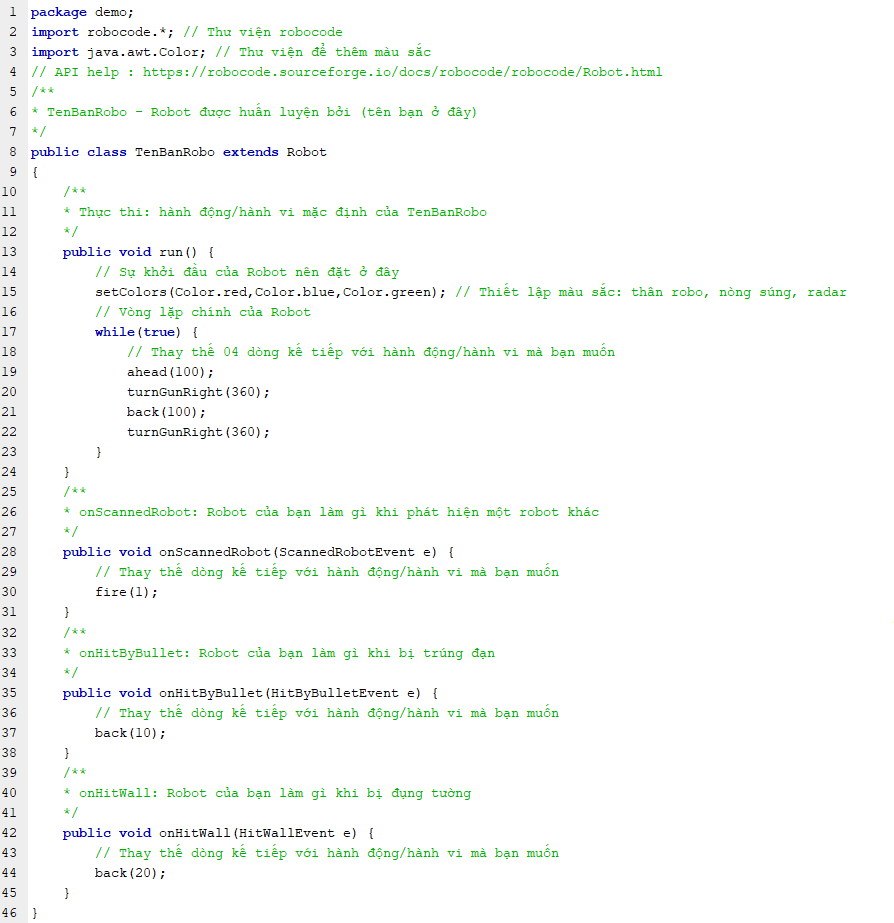 1 package demo;
2 import robocode.*; // Thư viện robocode
3 import java.awt.Color; // Thư viện để thêm màu sắc
4 // API help : https://robocode.sourceforge.io/docs/robocode/robocode/Robot.html
5 /**
6 * TenBanRobo - Robot được huấn luyện bởi (tên bạn ở đây)
7 */
8 public class TenBanRobo extends Robot
9 {
10 /**
11 * Thực thi: hành động/hành vi mặc định của TenBanRobo
12 */
13 public void run() {
14 // Sự khởi đầu của Robot nên đặt ở đây
15 setColors(Color.red,Color.blue,Color.green); // Thiết lập màu sắc: thân robo, nòng súng, radar
16 // Vòng lặp chính của Robot
17 while(true) {
18 // Thay thế 04 dòng kế tiếp với hành động/hành vi mà bạn muốn
19 ahead(100);
20 turnGunRight(360);
21 back(100);
22 turnGunRight(360);
23 }
24 }
25 /**
26 * onScannedRobot: Robot của bạn làm gì khi phát hiện một robot khác
27 */
28 public void onScannedRobot(ScannedRobotEvent e) {
29 // Thay thế dòng kế tiếp với hành động/hành vi mà bạn muốn
30 fire(1);
31 }
32 /**
33 * onHitByBullet: Robot của bạn làm gì khi bị trúng đạn
34 */
35 public void onHitByBullet(HitByBulletEvent e) {
36 // Thay thế dòng kế tiếp với hành động/hành vi mà bạn muốn
37 back(10);
38 }
39 /**
40 * onHitWall: Robot của bạn làm gì khi bị đụng tường
41 */
42 public void onHitWall(HitWallEvent e) {
43 // Thay thế dòng kế tiếp với hành động/hành vi mà bạn muốn
44 back(20);
45 }
46 }